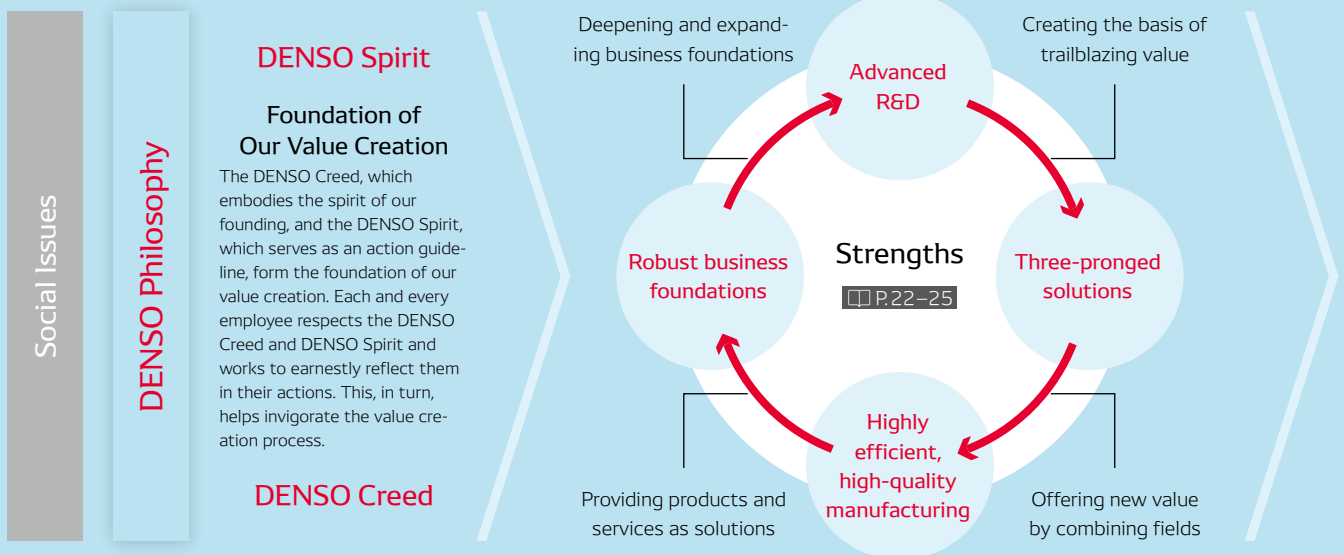 Social Issues
DENSO Philosophy
DENSO Spirit
Foundation of
Our Value Creation
The DENSO Creed, which
embodies the spirit of our
founding, and the DENSO Spirit,
which serves as an action guide-
line, form the foundation of our
value creation. Each and every
employee respects the DENSO
Creed and DENSO Spirit and
works to earnestly reflect them
in their actions. This, in turn,
helps invigorate the value cre-
ation process.
DENSO Creed
Deepening and expand-
ing business foundations
Advanced
R&D
Creating the basis of
trailblazing value
Robust business
foundations
Strengths
P.22–25
Three-pronged
solutions
Highly
efficient,
high-quality
manufacturing
Providing products and
services as solutions
Offering new value
by combining fields